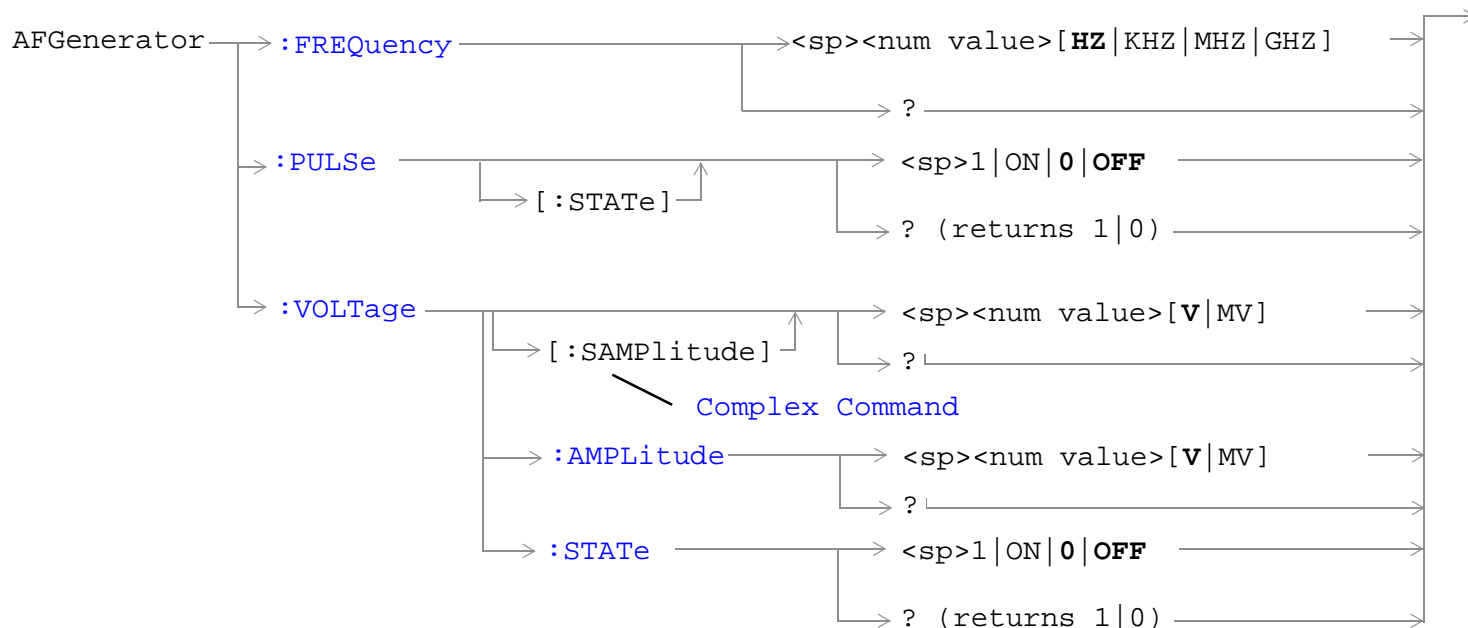 AFGenerator :FREQuency <sp><num value>[HZ|KHZ|MHZ|GHZ]
?
:PULSe <sp>1|ON|0|OFF
[:STATe]
? (returns 1|0)
:VOLTage <sp><num value>[V|MV]
[:SAMPlitude] ?
Complex Command
:AMPLitude <sp><num value>[V|MV]
?
:STATe <sp>1|ON|0|OFF
? (returns 1|0)